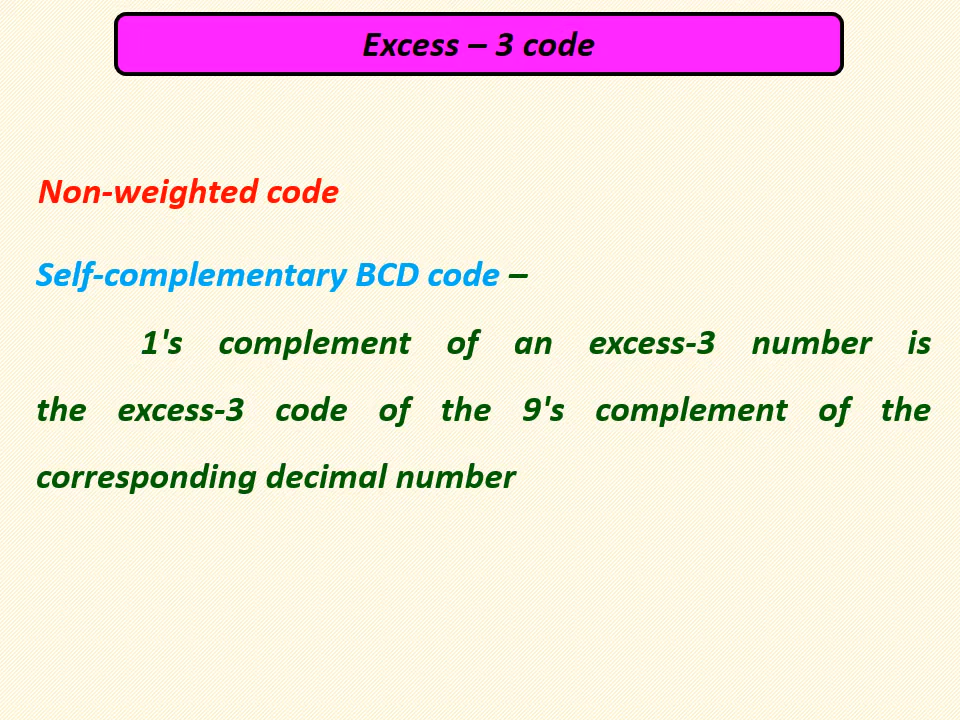 Excess – 3 code
Non-weighted code
Self-complementary BCD code –
1's complement of an excess-3 number is
the excess-3 code of the 9's complement of the
corresponding decimal number